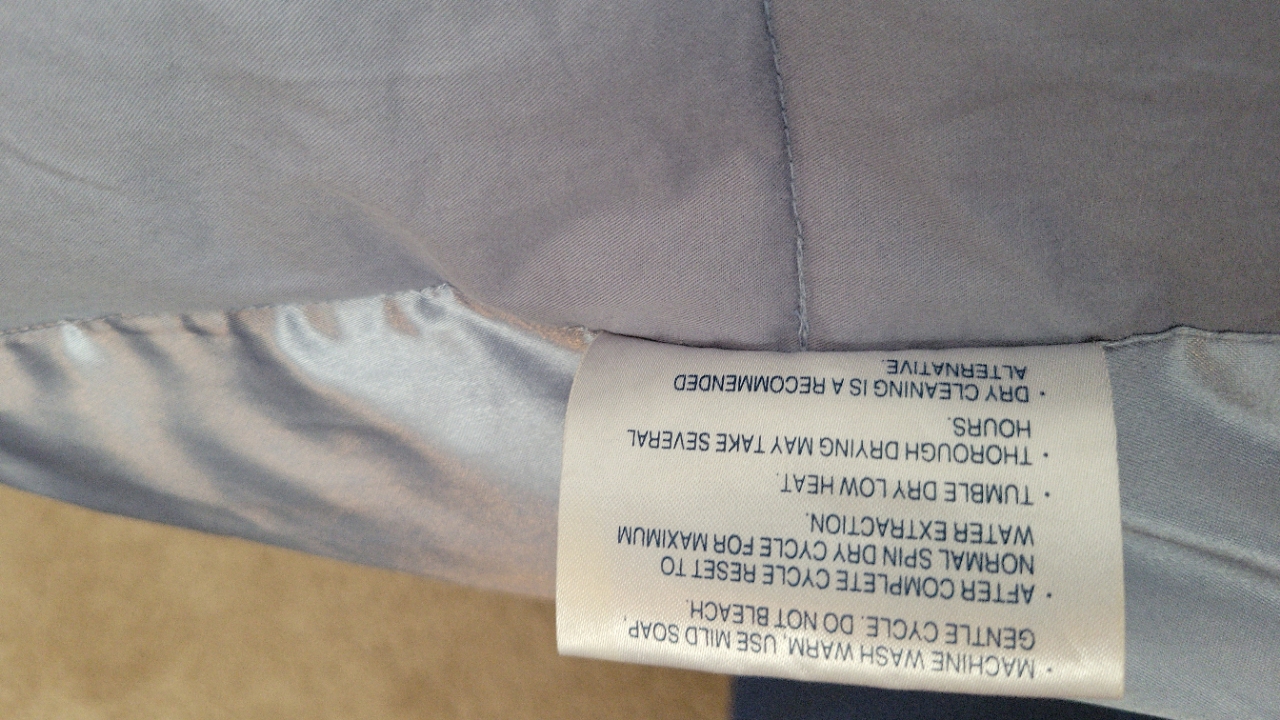 • MACHINE WASH WARM, USE MILD SOAP,
GENTLE CYCLE. DO NOT BLEACH.
• AFTER COMPLETE CYCLE RESET TO
NORMAL SPIN DRY CYCLE FOR MAXIMUM
WATER EXTRACTION.
• TUMBLE DRY LOW HEAT.
• THOROUGH DRYING MAY TAKE SEVERAL
HOURS.
• DRY CLEANING IS A RECOMMENDED
ALTERNATIVE.